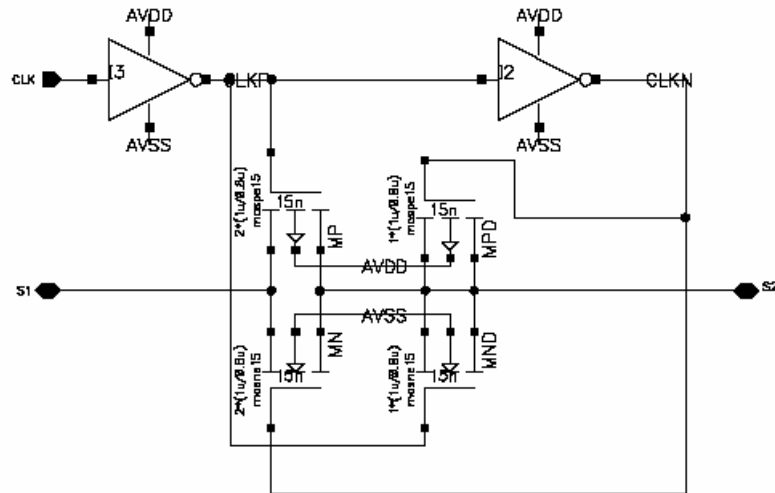 AVDD
AVDD
CLK
I3
CLKP
I2
CLKN
AVSS
AVSS
2*(1u/0.8u)
mospe15
15n
MP
1*(1u/0.8u)
mospe15
15n
MPD
AVDD
S1
S2
AVSS
2*(1u/0.8u)
mosne15
15n
MN
1*(1u/0.8u)
mosne15
15n
MND